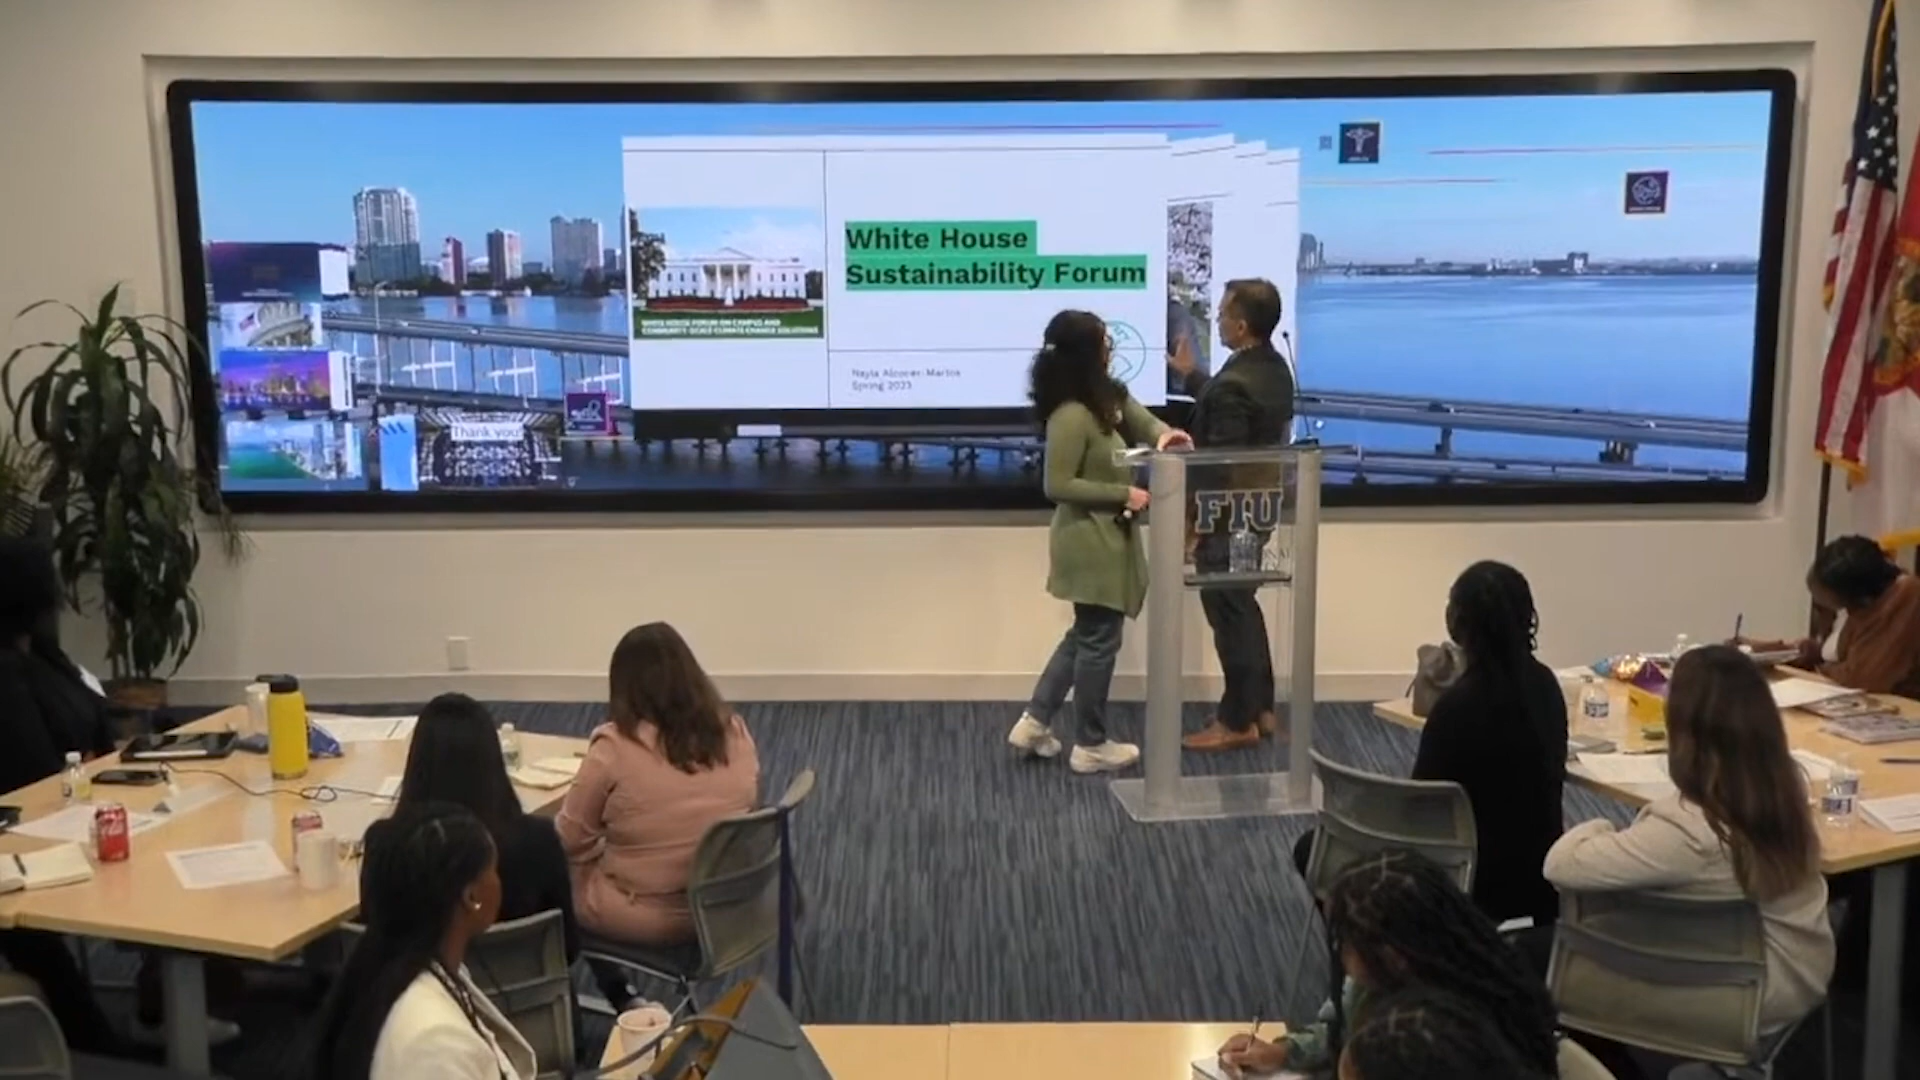 White House
Sustainability Forum
WHITE HOUSE FORUM ON CAMPUS AND
COMMUNITY-SCALE CLIMATE CHANGE SOLUTIONS
Spring 2023
Thank you!
FIU